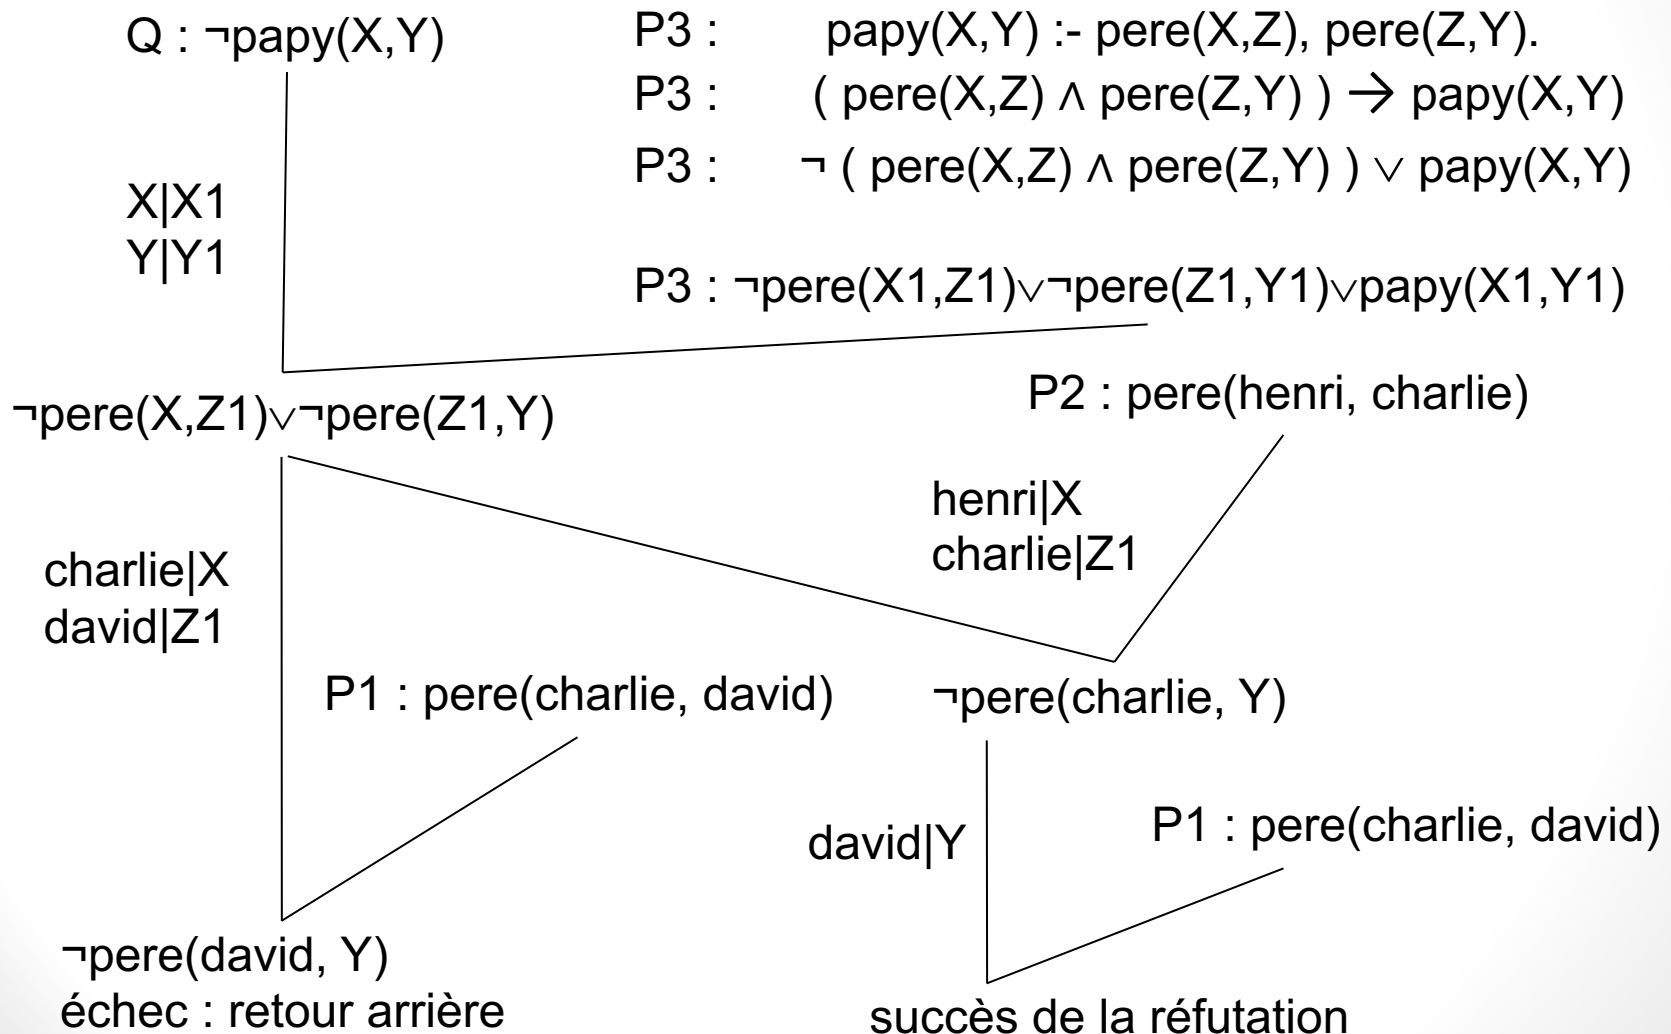 Q : ¬papy(X,Y)
P3 : papy(X,Y) :- pere(X,Z), pere(Z,Y).
P3 : ( pere(X,Z) ∧ pere(Z,Y) ) → papy(X,Y)
P3 : ¬ ( pere(X,Z) ∧ pere(Z,Y) ) ∨ papy(X,Y)
X|X1
Y|Y1
P3 : ¬pere(X1,Z1)∨¬pere(Z1,Y1)∨papy(X1,Y1)
¬pere(X,Z1)∨¬pere(Z1,Y)
P2 : pere(henri, charlie)
henri|X
charlie|Z1
charlie|X
david|Z1
P1 : pere(charlie, david)
¬pere(charlie, Y)
david|Y
P1 : pere(charlie, david)
¬pere(david, Y)
échec : retour arrière
succès de la réfutation